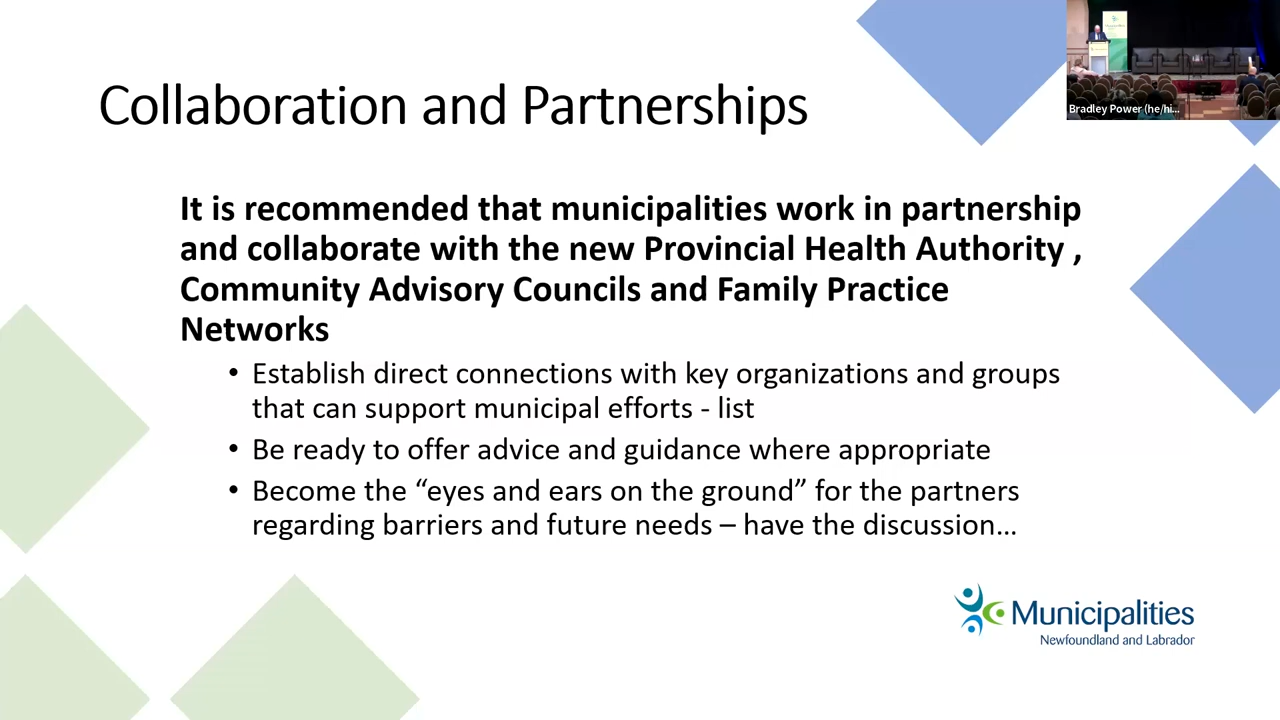 Collaboration and Partnerships
Bradley Power (he/hi...
It is recommended that municipalities work in partnership
and collaborate with the new Provincial Health Authority ,
Community Advisory Councils and Family Practice
Networks
• Establish direct connections with key organizations and groups
that can support municipal efforts - list
• Be ready to offer advice and guidance where appropriate
• Become the “eyes and ears on the ground” for the partners
regarding barriers and future needs – have the discussion…
Municipalities
Newfoundland and Labrador